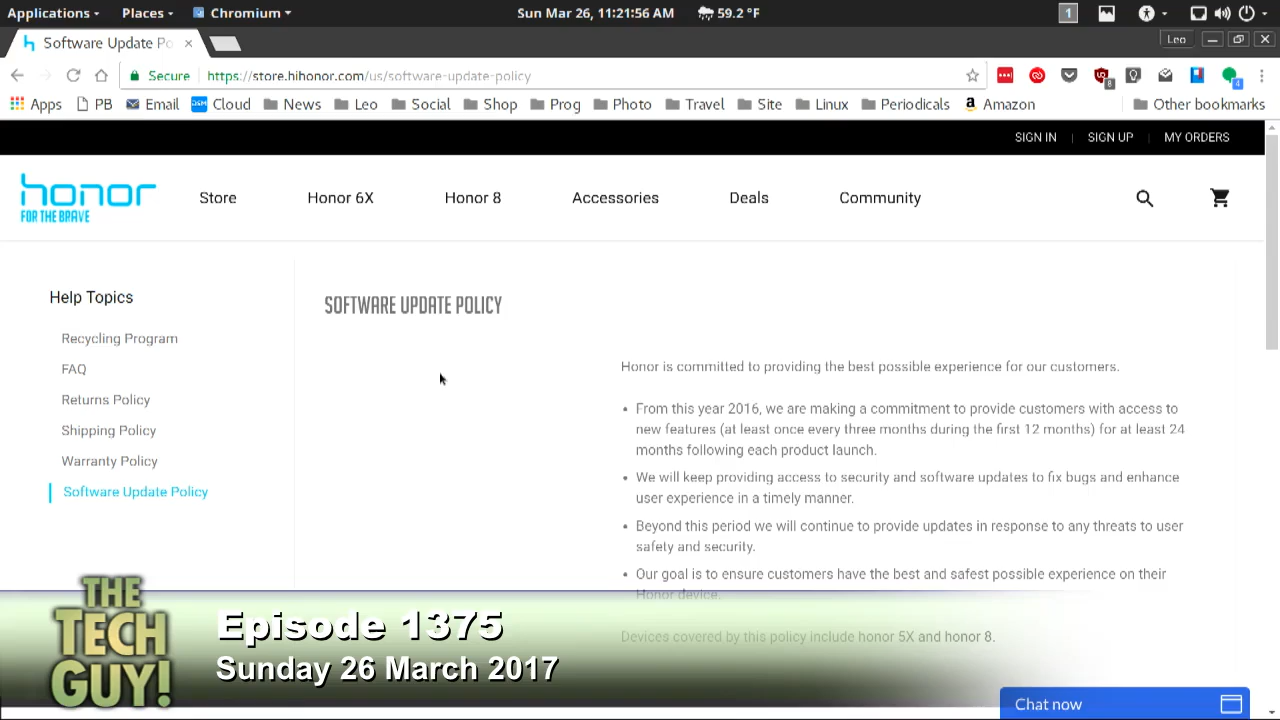 Applications Places Chromium Sun Mar 26, 11:21:56 AM 59.2 °F 1
Software Update Po Leo
Secure https://store.hihonor.com/us/software-update-policy 8 4
Apps PB Email DSM Cloud News Leo Social Shop Prog Photo Travel Site Linux Periodicals a Amazon Other bookmarks
SIGN IN | SIGN UP | MY ORDERS
honor
FOR THE BRAVE
Store Honor 6X Honor 8 Accessories Deals Community
Help Topics
Recycling Program
FAQ
Returns Policy
Shipping Policy
Warranty Policy
Software Update Policy
SOFTWARE UPDATE POLICY
Honor is committed to providing the best possible experience for our customers.
• From this year 2016, we are making a commitment to provide customers with access to
new features (at least once every three months during the first 12 months) for at least 24
months following each product launch.
• We will keep providing access to security and software updates to fix bugs and enhance
user experience in a timely manner.
• Beyond this period we will continue to provide updates in response to any threats to user
safety and security.
• Our goal is to ensure customers have the best and safest possible experience on their
Honor device.
Devices covered by this policy include honor 5X and honor 8.
THE
TECH
GUY!
Episode 1375
Sunday 26 March 2017
Chat now